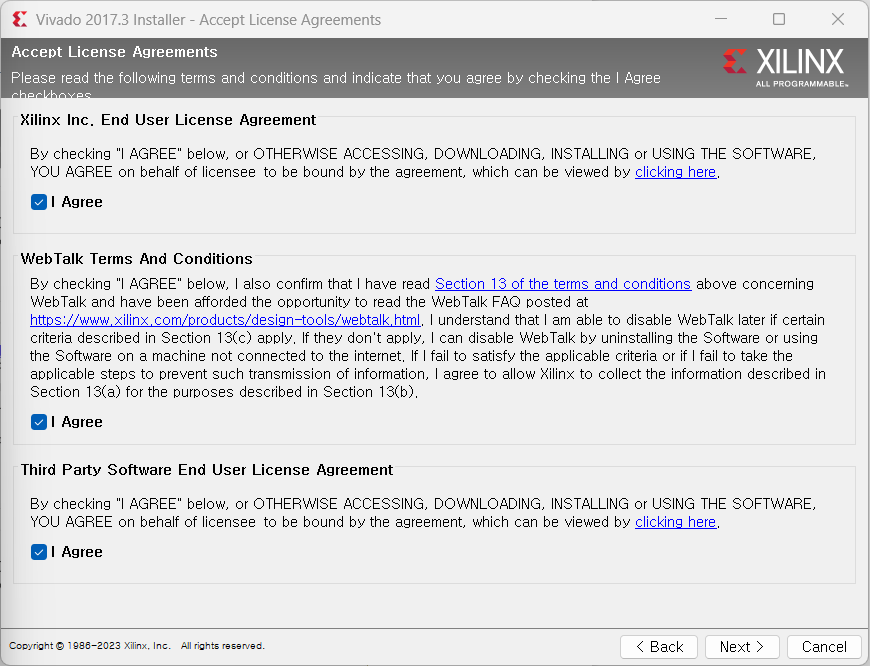 Vivado 2017.3 Installer - Accept License Agreements
Accept License Agreements
Please read the following terms and conditions and indicate that you agree by checking the I Agree
checkboxes
XILINX
ALL PROGRAMMABLE™
Xilinx Inc. End User License Agreement
By checking "I AGREE" below, or OTHERWISE ACCESSING, DOWNLOADING, INSTALLING or USING THE SOFTWARE,
YOU AGREE on behalf of licensee to be bound by the agreement, which can be viewed by clicking here.
I Agree
WebTalk Terms And Conditions
By checking "I AGREE" below, I also confirm that I have read Section 13 of the terms and conditions above concerning
WebTalk and have been afforded the opportunity to read the WebTalk FAQ posted at
https://www.xilinx.com/products/design-tools/webtalk.html. I understand that I am able to disable WebTalk later if certain
criteria described in Section 13(c) apply. If they don't apply, I can disable WebTalk by uninstalling the Software or using
the Software on a machine not connected to the internet. If I fail to satisfy the applicable criteria or if I fail to take the
applicable steps to prevent such transmission of information, I agree to allow Xilinx to collect the information described in
Section 13(a) for the purposes described in Section 13(b).
I Agree
Third Party Software End User License Agreement
By checking "I AGREE" below, or OTHERWISE ACCESSING, DOWNLOADING, INSTALLING or USING THE SOFTWARE,
YOU AGREE on behalf of licensee to be bound by the agreement, which can be viewed by clicking here.
I Agree
Copyright © 1986-2023 Xilinx, Inc. All rights reserved.
< Back
Next >
Cancel